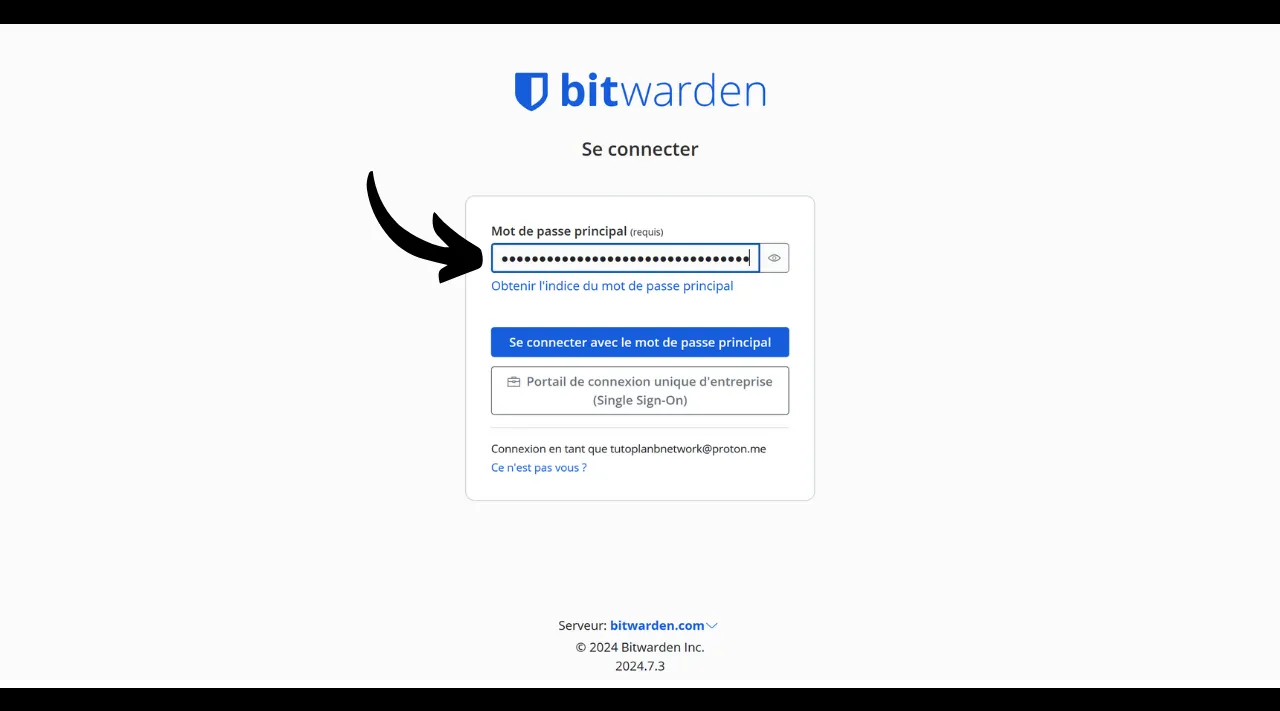 bitwarden
Se connecter
Mot de passe principal (requis)
•••••••••••••••••••••••••••••••••
Obtenir l'indice du mot de passe principal
Se connecter avec le mot de passe principal
Portail de connexion unique d'entreprise
(Single Sign-On)
Connexion en tant que tutoplanbnetwork@proton.me
Ce n'est pas vous ?
Serveur: bitwarden.com
© 2024 Bitwarden Inc.
2024.7.3